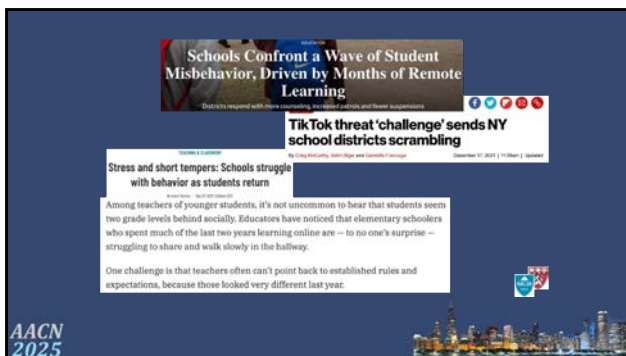 EDUCATION
Schools Confront a Wave of Student
Misbehavior, Driven by Months of Remote
Learning
Districts respond with more counseling, increased patrols and fewer suspensions
TikTok threat ‘challenge’ sends NY
school districts scrambling
December 17, 2021 | 11:08am | Updated
TEACHING & CLASSROOM
Stress and short tempers: Schools struggle
with behavior as students return
Among teachers of younger students, it's not uncommon to hear that students seem
two grade levels behind socially. Educators have noticed that elementary schoolers
who spent much of the last two years learning online are — to no one's surprise —
struggling to share and walk slowly in the hallway.
One challenge is that teachers often can't point back to established rules and
expectations, because those looked very different last year.
AACN
2025